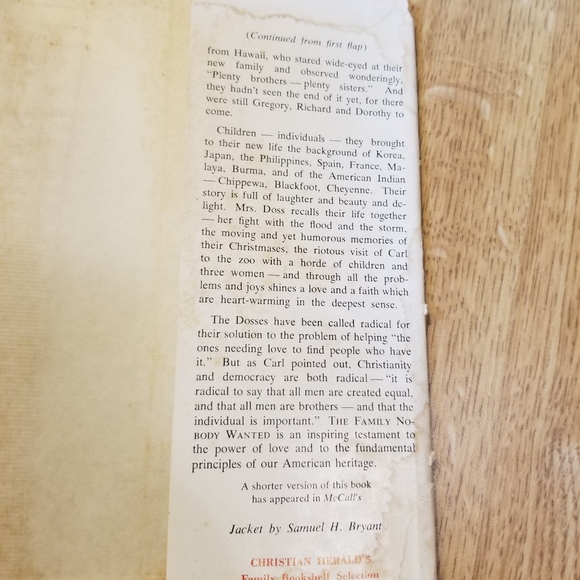 (Continued from first flap)
from Hawaii, who stared wide-eyed at their
new family and observed wonderingly,
"Plenty brothers — plenty sisters." And
they hadn't seen the end of it yet, for there
were still Gregory, Richard and Dorothy to
come.
Children — individuals — they brought
to their new life the background of Korea,
Japan, the Philippines, Spain, France, Ma-
laya, Burma, and of the American Indian
— Chippewa, Blackfoot, Cheyenne. Their
story is full of laughter and beauty and de-
light. Mrs. Doss recalls their life together
— her fight with the flood and the storm,
the moving and yet humorous memories of
their Christmases, the riotous visit of Carl
to the zoo with a horde of children and
three women — and through all the prob-
lems and joys shines a love and a faith which
are heart-warming in the deepest sense.
The Dosses have been called radical for
their solution to the problem of helping "the
ones needing love to find people who have
it." But as Carl pointed out, Christianity
and democracy are both radical — "it is
radical to say that all men are created equal,
and that all men are brothers — and that the
individual is important." THE FAMILY NO-
BODY WANTED is an inspiring testament to
the power of love and to the fundamental
principles of our American heritage.
A shorter version of this book
has appeared in McCall's
Jacket by Samuel H. Bryant
CHRISTIAN HERALD'S
Family Bookshelf Selection